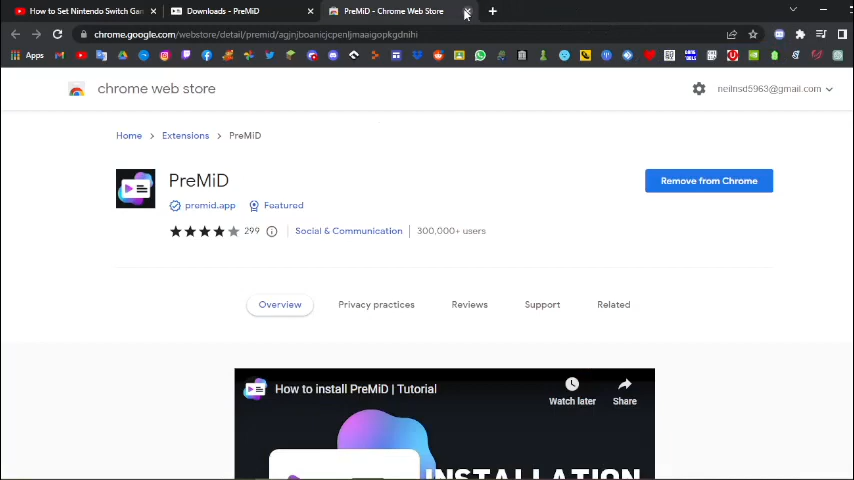 How to Set Nintendo Switch Gam
Downloads - PreMiD
PreMiD - Chrome Web Store
chrome.google.com/webstore/detail/premid/agjnjboanicjcpenljmaaigopkgdnihi
Apps
chrome web store
neilnsd5963@gmail.com
Home > Extensions > PreMiD
PreMiD
Remove from Chrome
premid.app Featured
299 Social & Communication 300,000+ users
Overview Privacy practices Reviews Support Related
How to install PreMiD | Tutorial
Watch later Share
INSTALLATION